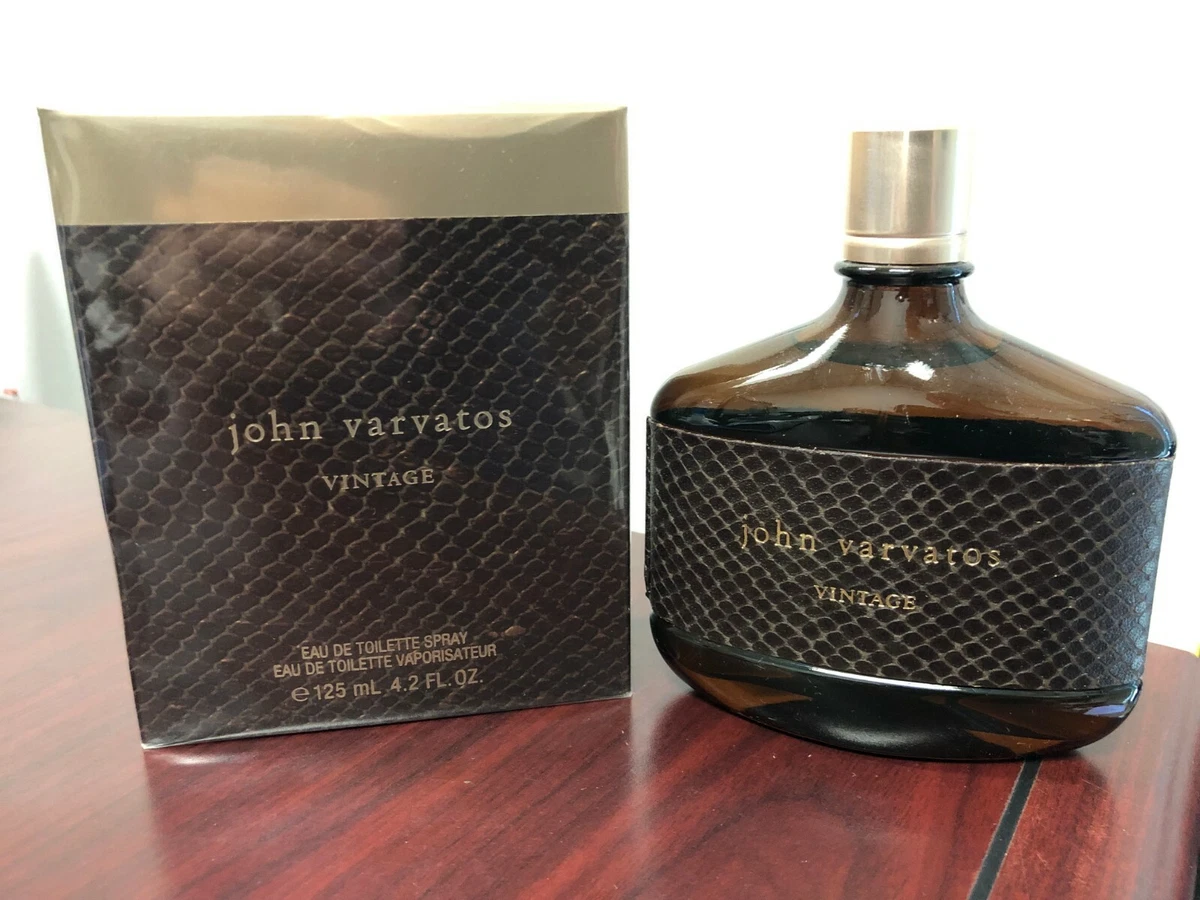 john varvatos
VINTAGE
EAU DE TOILETTE SPRAY
EAU DE TOILETTE VAPORISATEUR
℮ 125 mL 4.2 FL. OZ.
john varvatos
VINTAGE